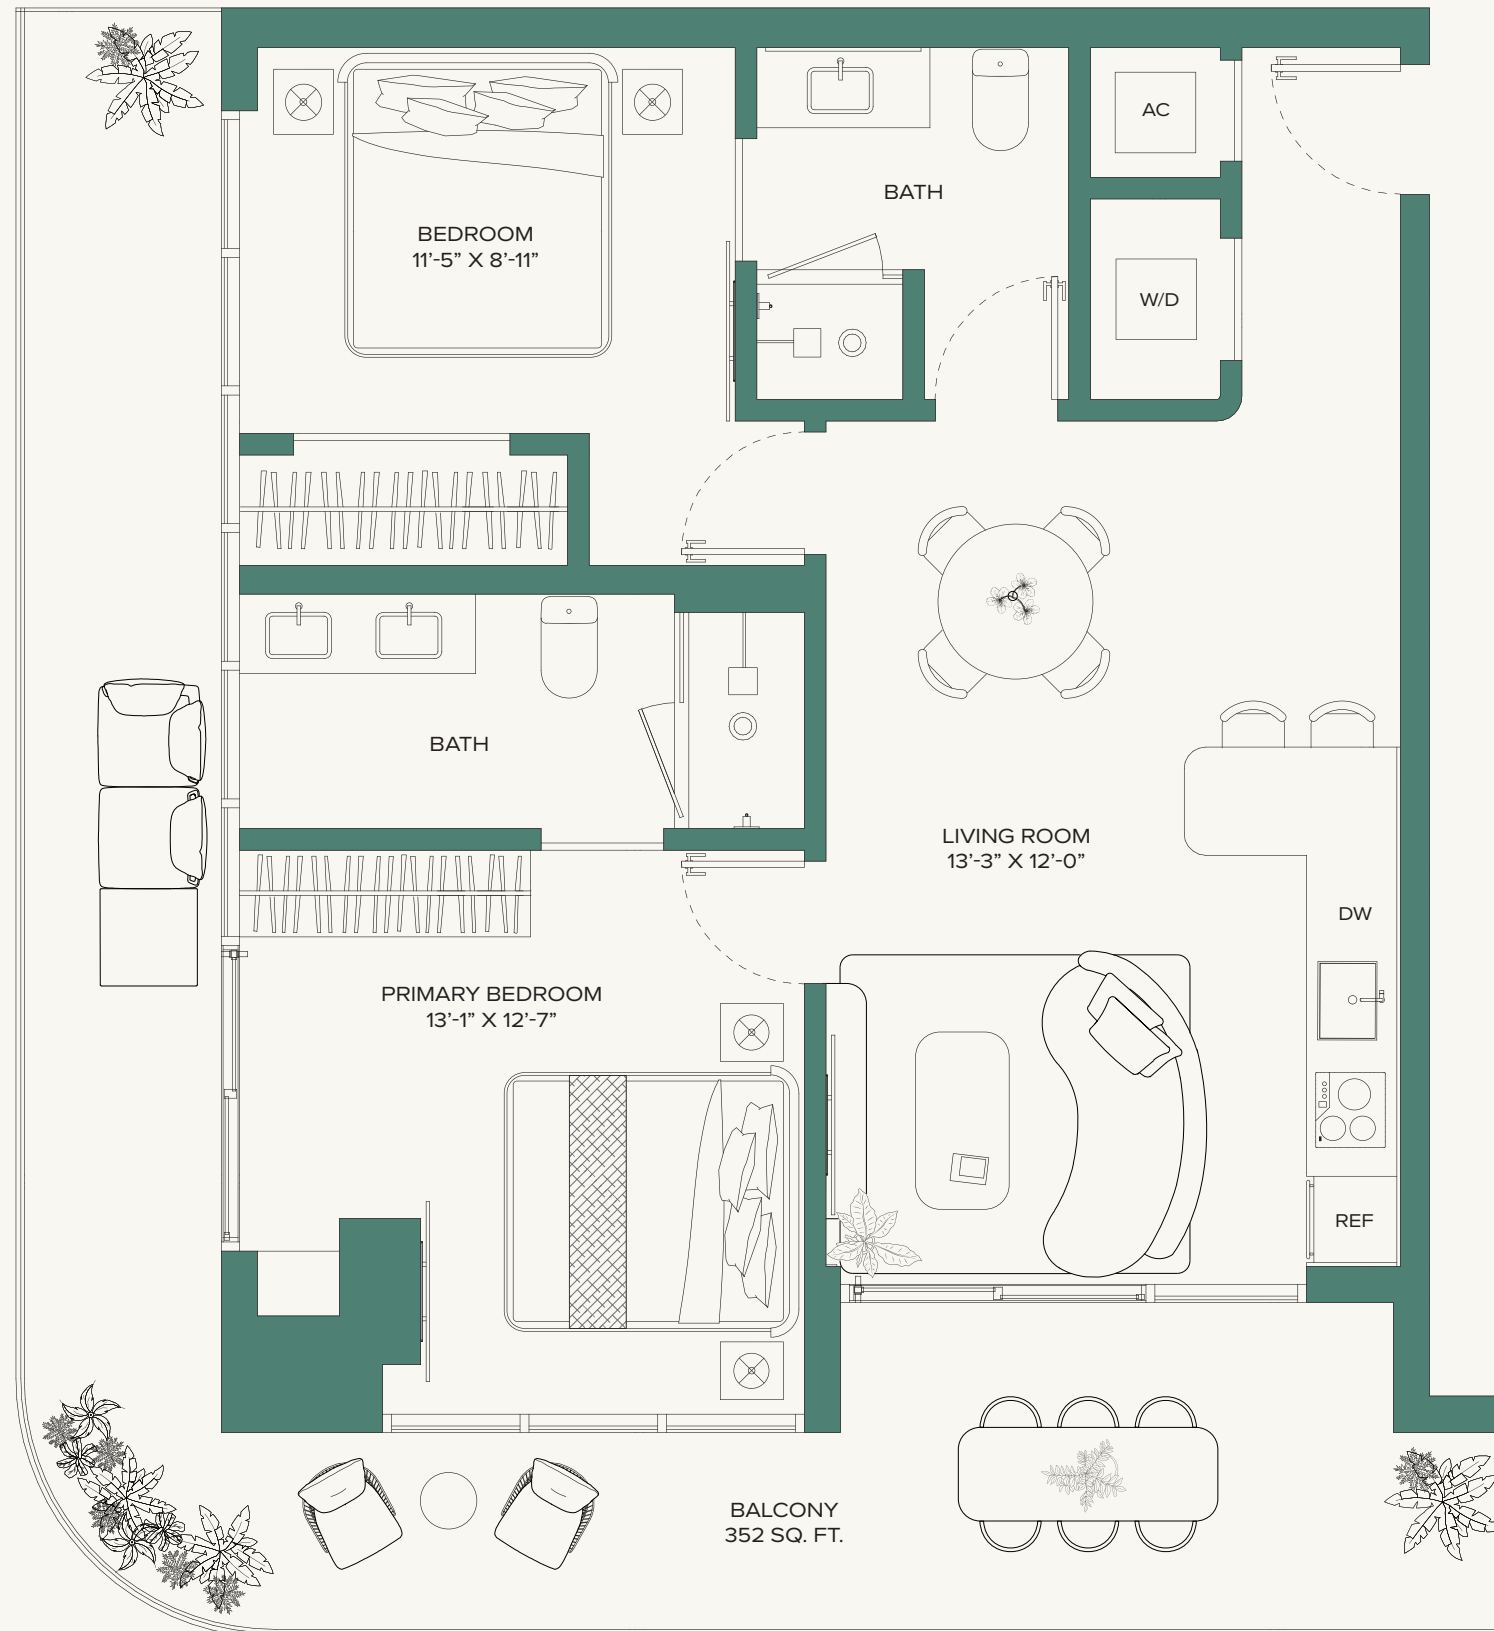 AC
BATH
BEDROOM
11'-5” X 8'-11”
W/D
BATH
LIVING ROOM
13'-3” X 12'-0”
DW
PRIMARY BEDROOM
13'-1” X 12'-7”
REF
BALCONY
352 SQ. FT.